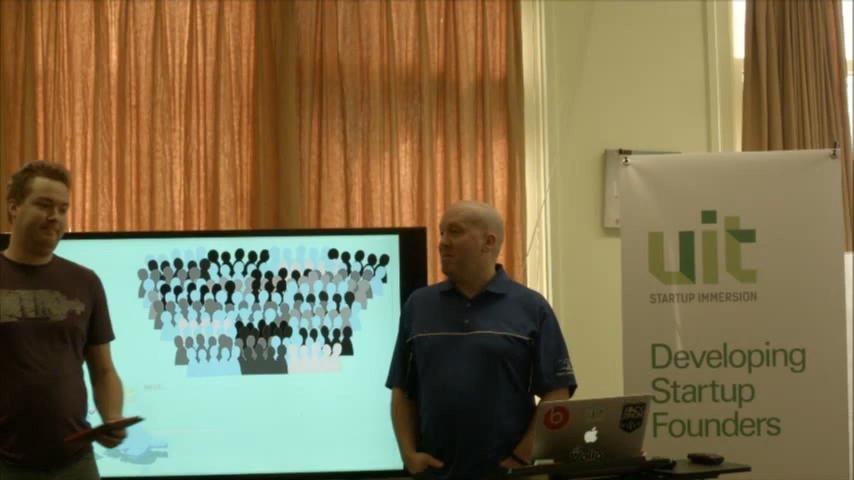 uit
STARTUP IMMERSION
Developing
Startup
Founders